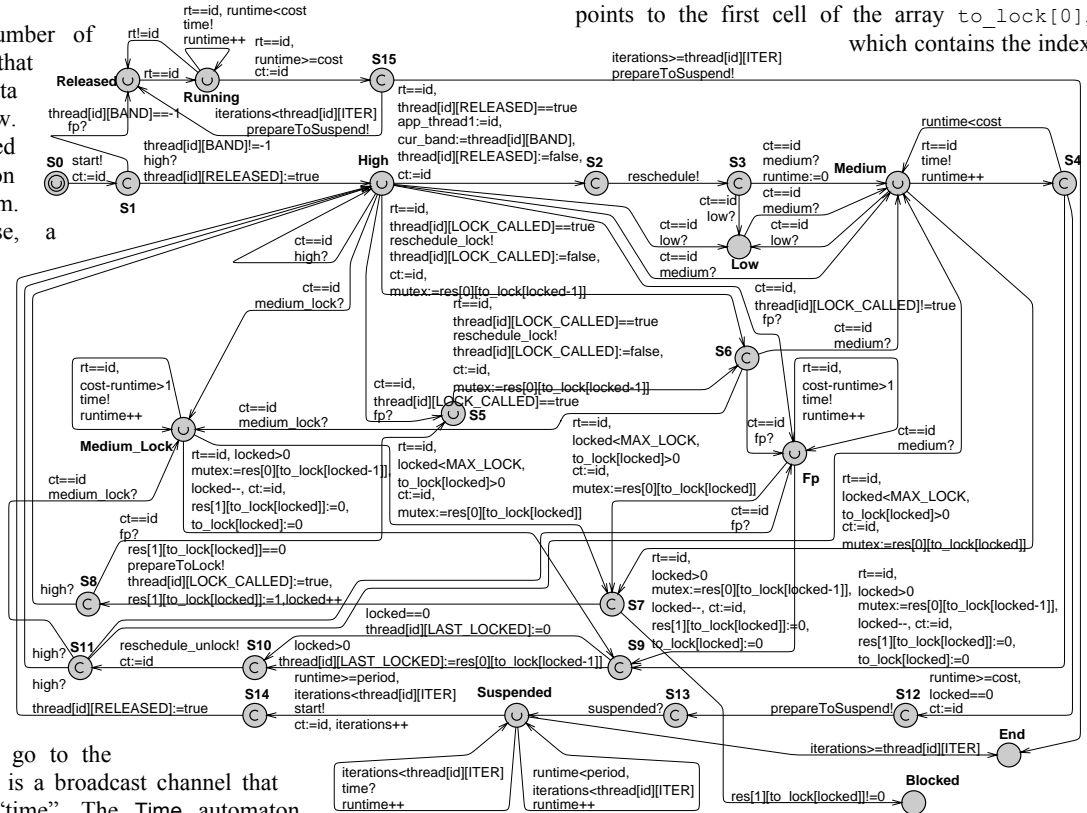 points to the first cell of the array to_lock[0],
which contains the index
umber of
that
ta
w.
ed
on
m.
se, a
rt==id, runtime<cost
time!
runtime++
rt!=id
rt==id,
runtime>=cost
ct:=id
S15
iterations>=thread[id][ITER]
prepareToSuspend!
Released
rt==id
Running
thread[id][BAND]==-1
fp?
iterations<thread[id][ITER]
prepareToSuspend!
rt==id,
thread[id][RELEASED]==true
app_thread1:=id,
cur_band:=thread[id][BAND],
thread[id][RELEASED]:=false,
ct:=id
S0
start!
ct:=id
S1
thread[id][BAND]!=-1
high?
thread[id][RELEASED]:=true
High
S2
reschedule!
S3
ct==id
medium?
runtime:=0
Medium
runtime<cost
rt==id
time!
runtime++
S4
ct==id
low?
ct==id
medium?
ct==id
low?
ct==id
low?
Low
ct==id
medium?
ct==id
high?
rt==id,
thread[id][LOCK_CALLED]==true
reschedule_lock!
thread[id][LOCK_CALLED]:=false,
ct:=id,
mutex:=res[0][to_lock[locked-1]]
ct==id
medium_lock?
ct==id,
thread[id][LOCK_CALLED]!=true
fp?
rt==id,
thread[id][LOCK_CALLED]==true
reschedule_lock!
thread[id][LOCK_CALLED]:=false,
ct:=id,
mutex:=res[0][to_lock[locked-1]]
S6
ct==id
medium?
rt==id,
cost-runtime>1
time!
runtime++
rt==id,
cost-runtime>1
time!
runtime++
ct==id,
thread[id][LOCK_CALLED]==true
fp?
S5
ct==id
medium_lock?
Medium_Lock
ct==id
fp?
ct==id
medium?
Fp
rt==id, locked>0
mutex:=res[0][to_lock[locked-1]],
locked--, ct:=id,
res[1][to_lock[locked]]:=0,
to_lock[locked]:=0
rt==id,
locked<MAX_LOCK,
to_lock[locked]>0
ct:=id,
mutex:=res[0][to_lock[locked]]
rt==id,
locked<MAX_LOCK,
to_lock[locked]>0
ct:=id,
mutex:=res[0][to_lock[locked]]
rt==id,
locked<MAX_LOCK,
to_lock[locked]>0
ct:=id,
mutex:=res[0][to_lock[locked]]
ct==id
medium_lock?
ct==id
fp?
ct==id
fp?
res[1][to_lock[locked]]==0
prepareToLock!
thread[id][LOCK_CALLED]:=true,
res[1][to_lock[locked]]:=1,locked++
high?
S8
S7
rt==id,
locked>0
mutex:=res[0][to_lock[locked-1]],
locked--, ct:=id,
res[1][to_lock[locked]]:=0,
to_lock[locked]:=0
rt==id,
locked>0
mutex:=res[0][to_lock[locked-1]],
locked--, ct:=id,
res[1][to_lock[locked]]:=0,
to_lock[locked]:=0
locked==0
thread[id][LAST_LOCKED]:=0
high?
S11
reschedule_unlock!
ct:=id
S10
locked>0
thread[id][LAST_LOCKED]:=res[0][to_lock[locked-1]]
S9
high?
S14
thread[id][RELEASED]:=true
runtime>=period,
iterations<thread[id][ITER]
start!
ct:=id, iterations++
Suspended
suspended?
S13
prepareToSuspend!
S12
runtime>=cost,
locked==0
ct:=id
iterations>=thread[id][ITER]
End
iterations<thread[id][ITER]
time?
runtime++
runtime<period,
iterations<thread[id][ITER]
runtime++
res[1][to_lock[locked]]!=0
Blocked
go to the
is a broadcast channel that
"time". The Time automaton